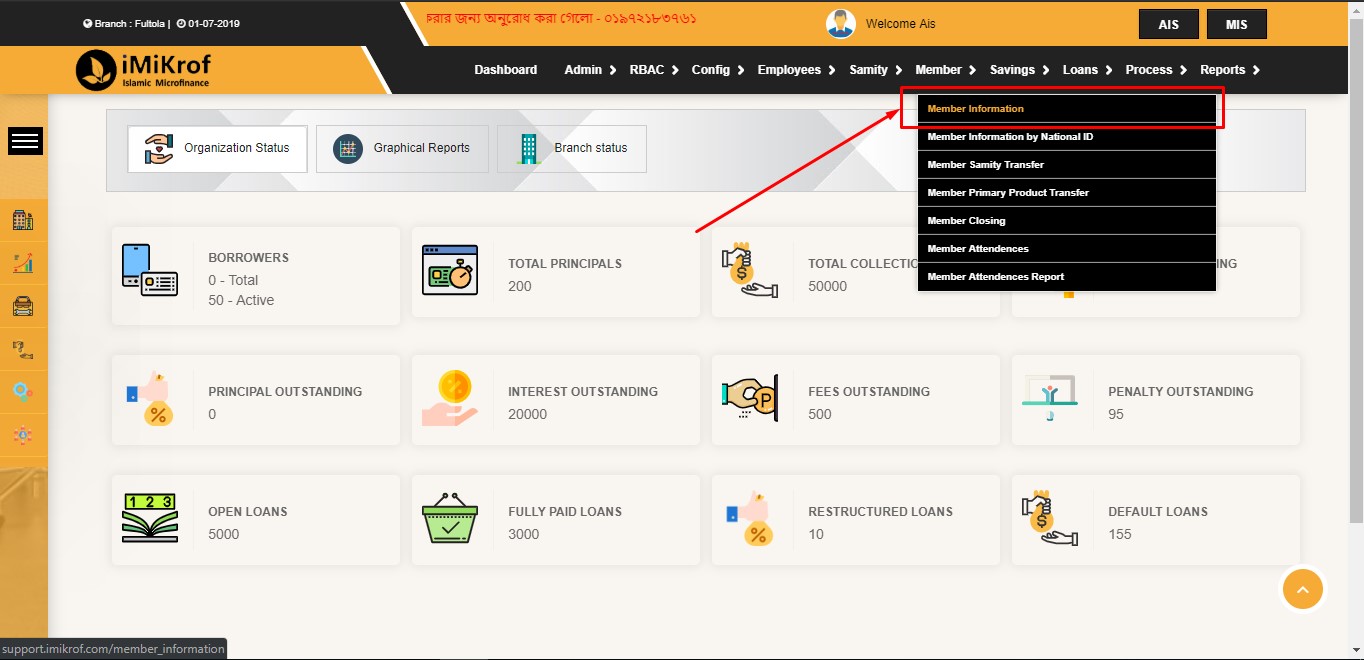 Branch : Fultola | 01-07-2019
করার জন্য অনুরোধ করা গেলো - ০১৯৭২১৮৩৭৬১
Welcome Ais
AIS
MIS
iMiKrof
Islamic Microfinance
Dashboard
Admin
RBAC
Config
Employees
Samity
Member
Savings
Loans
Process
Reports
Member Information
Member Information by National ID
Member Samity Transfer
Member Primary Product Transfer
Member Closing
Member Attendences
Member Attendences Report
Organization Status
Graphical Reports
Branch status
BORROWERS
0 - Total
50 - Active
TOTAL PRINCIPALS
200
TOTAL COLLECTIO
50000
NG
PRINCIPAL OUTSTANDING
0
INTEREST OUTSTANDING
20000
FEES OUTSTANDING
500
PENALTY OUTSTANDING
95
1 2 3
OPEN LOANS
5000
FULLY PAID LOANS
3000
RESTRUCTURED LOANS
10
DEFAULT LOANS
155
support.imikrof.com/member_information